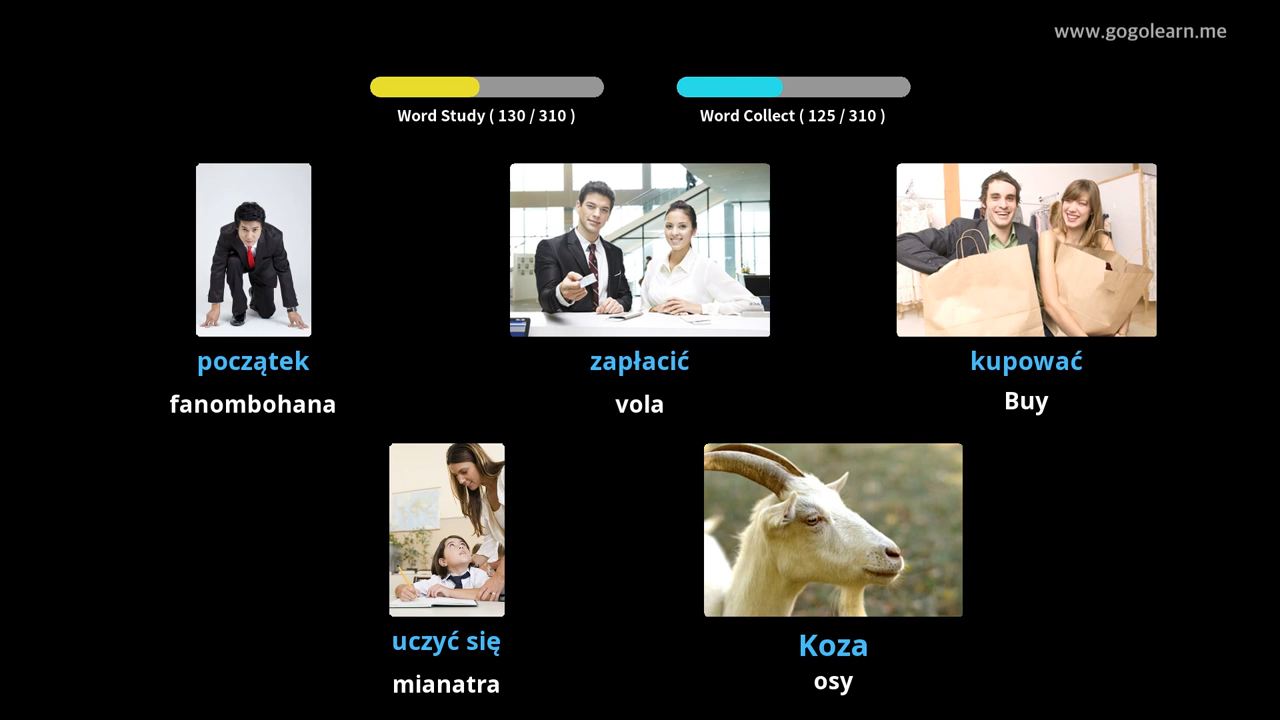 www.gogolearn.me
Word Study ( 130 / 310 )
Word Collect ( 125 / 310 )
początek
zapłacić
kupować
fanombohana
vola
Buy
uczyć się
Koza
mianatra
osy